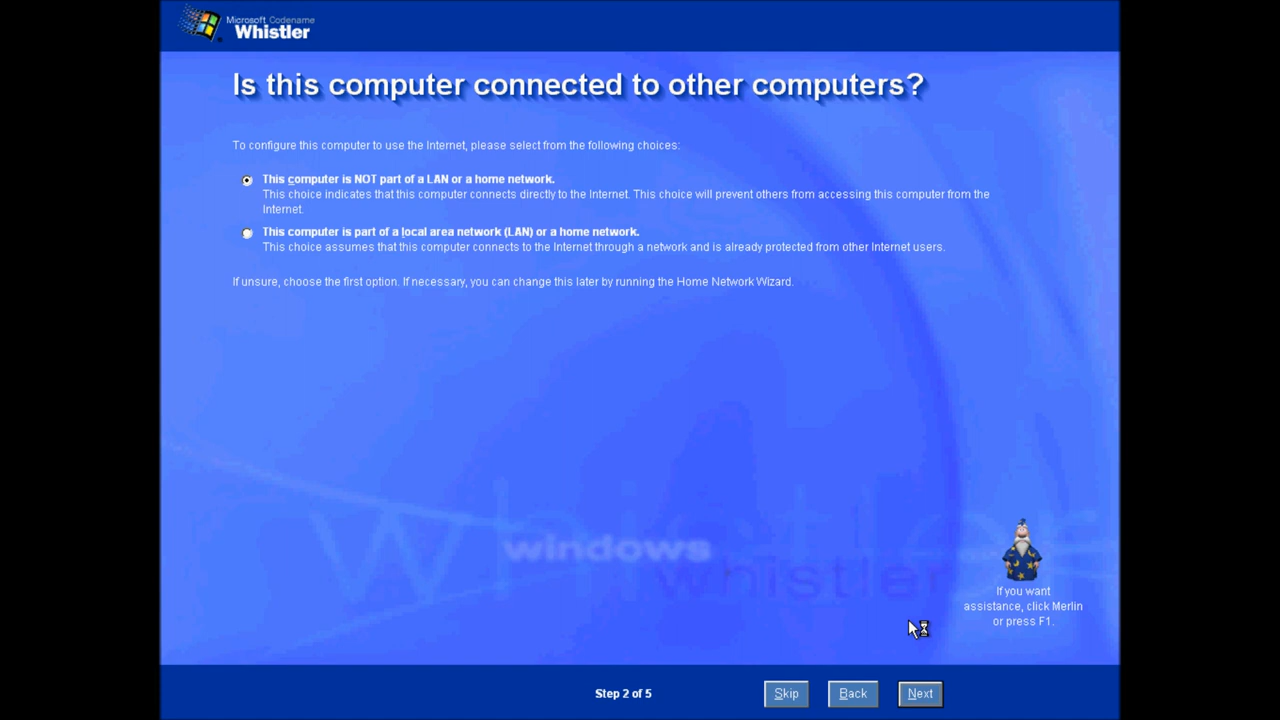 Microsoft Codename
Whistler
Is this computer connected to other computers?
To configure this computer to use the Internet, please select from the following choices:
This computer is NOT part of a LAN or a home network.
This choice indicates that this computer connects directly to the Internet. This choice will prevent others from accessing this computer from the
Internet.
This computer is part of a local area network (LAN) or a home network.
This choice assumes that this computer connects to the Internet through a network and is already protected from other Internet users.
If unsure, choose the first option. If necessary, you can change this later by running the Home Network Wizard.
whistler
windows
whistler
If you want
assistance, click Merlin
or press F1.
Step 2 of 5
Skip
Back
Next